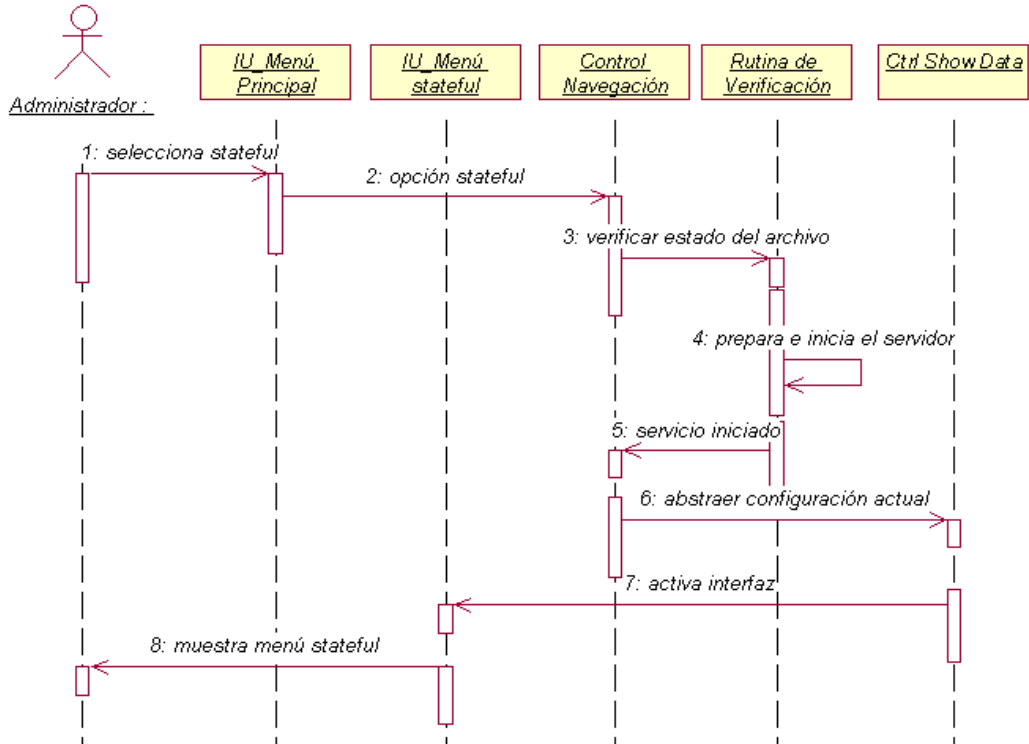 IU_Menú
Principal
IU_Menú
stateful
Control
Navegación
Rutina de
Verificación
Ctrl Show Data
Administrador :
1: selecciona stateful
2: opción stateful
3: verificar estado del archivo
4: prepara e inicia el servidor
5: servicio iniciado
6: abstraer configuración actual
7: activa interfaz
8: muestra menú stateful